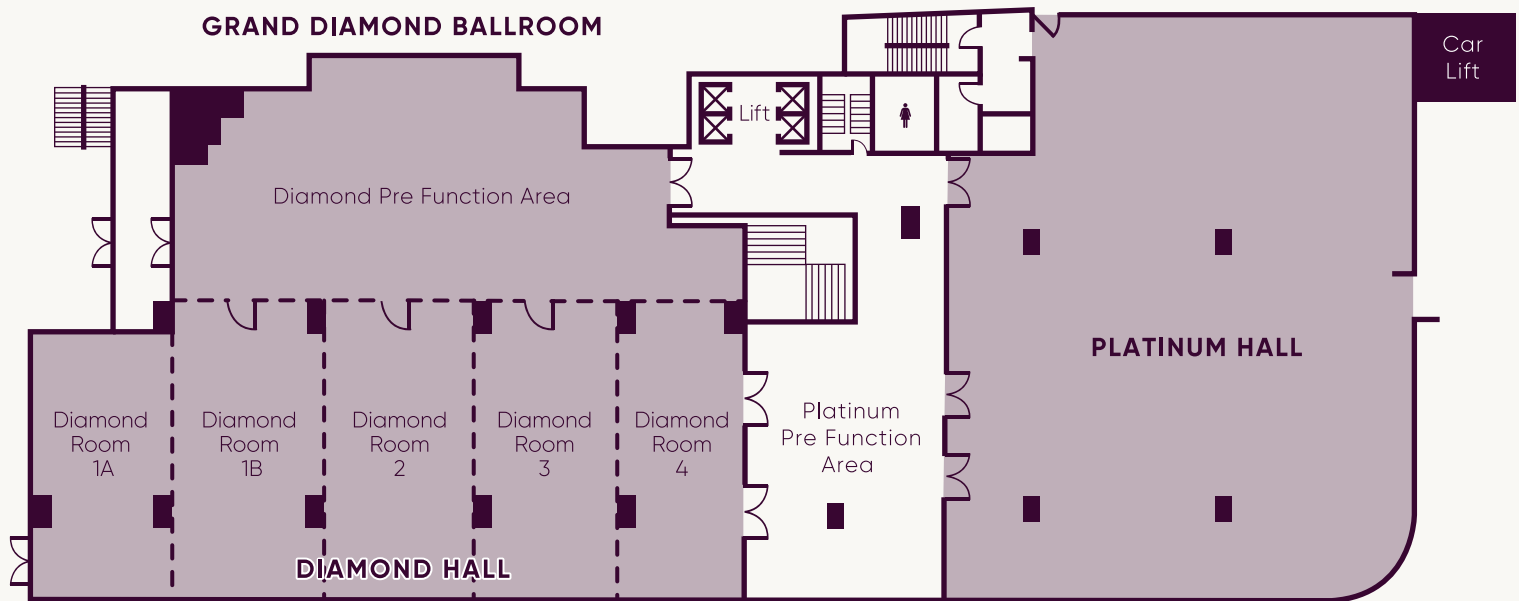 GRAND DIAMOND BALLROOM
Car
Lift
Lift
Diamond Pre Function Area
PLATINUM HALL
Diamond
Room
1A
Diamond
Room
1B
Diamond
Room
2
Diamond
Room
3
Diamond
Room
4
Platinum
Pre Function
Area
DIAMOND HALL